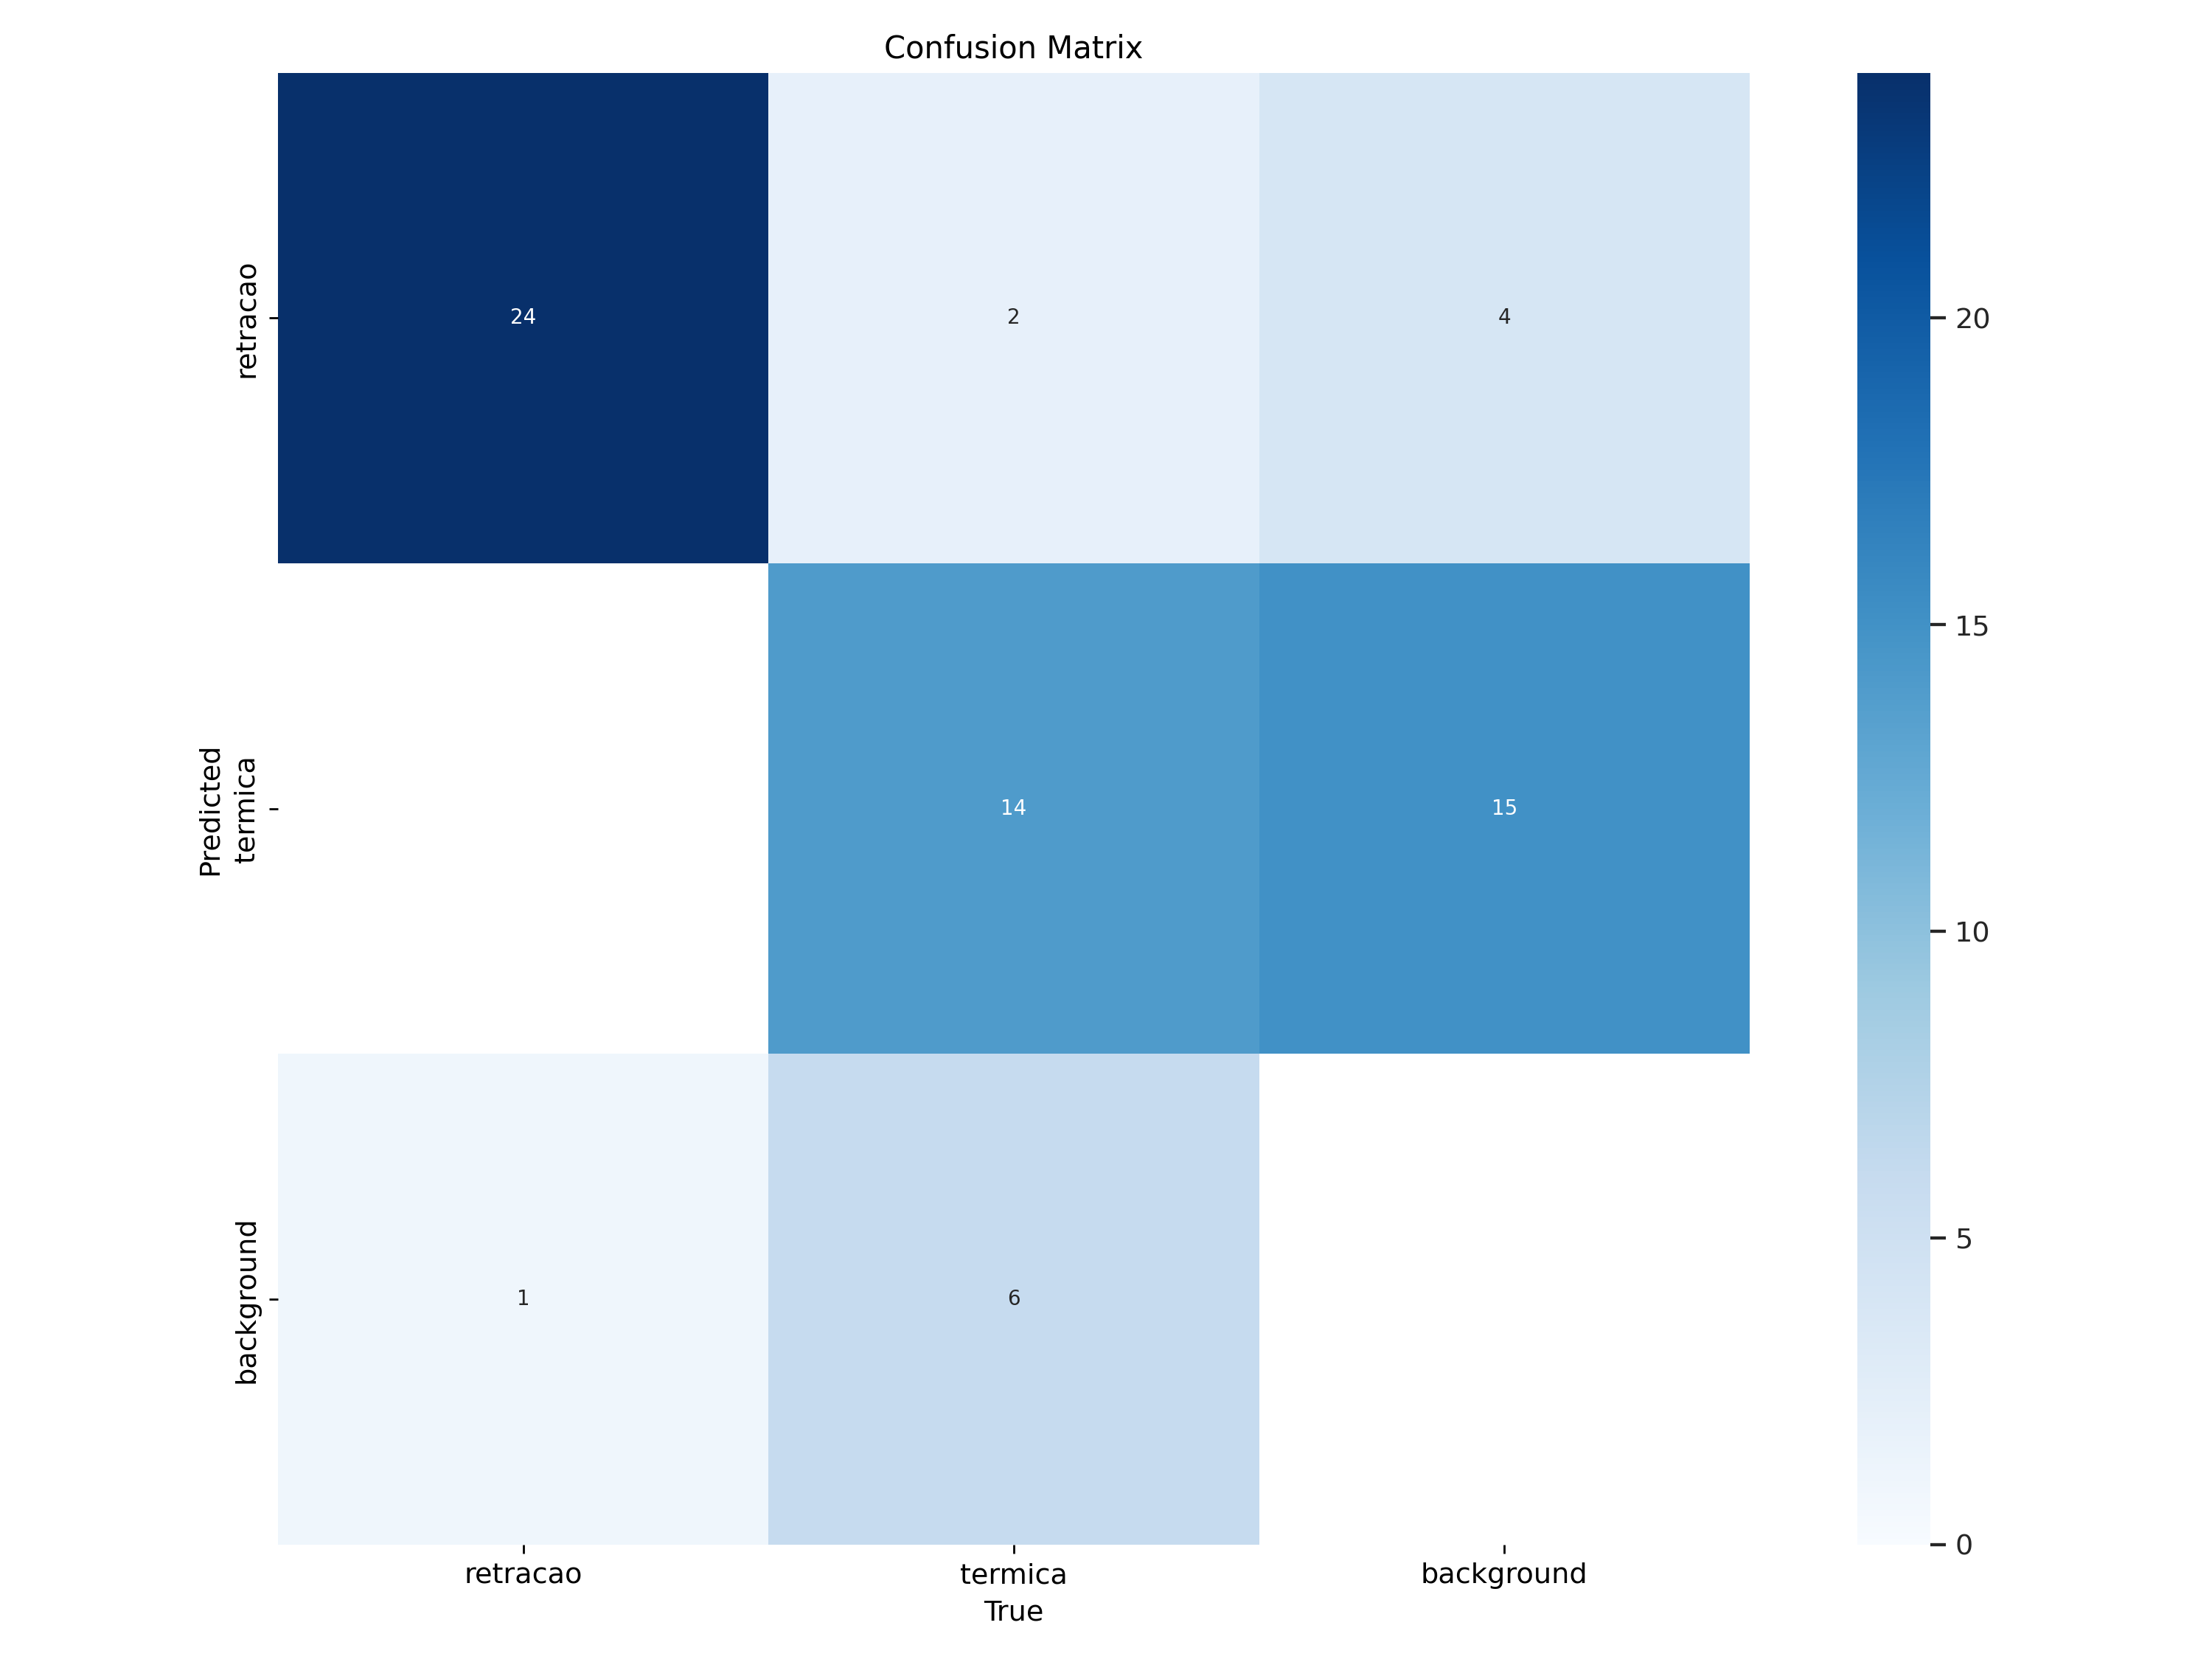 Confusion Matrix
retracao
24
2
4
20
15
Predicted
termica
14
15
10
background
1
6
5
0
retracao
termica
background
True